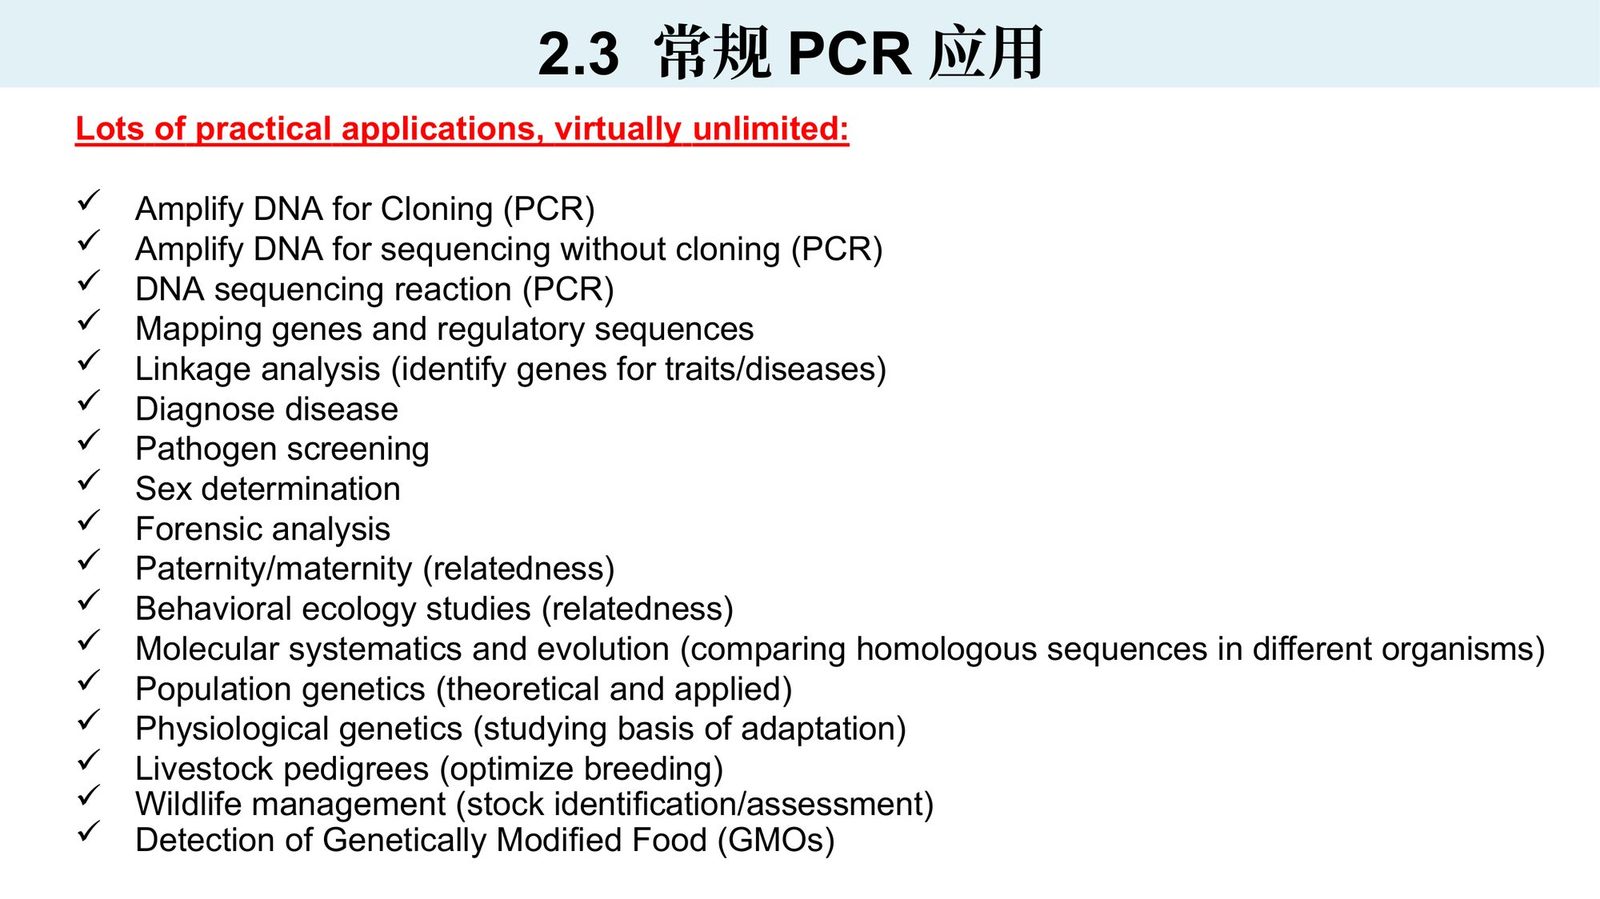 2.3 常规 PCR 应用
Lots of practical applications, virtually unlimited:
✓ Amplify DNA for Cloning (PCR)
✓ Amplify DNA for sequencing without cloning (PCR)
✓ DNA sequencing reaction (PCR)
✓ Mapping genes and regulatory sequences
✓ Linkage analysis (identify genes for traits/diseases)
✓ Diagnose disease
✓ Pathogen screening
✓ Sex determination
✓ Forensic analysis
✓ Paternity/maternity (relatedness)
✓ Behavioral ecology studies (relatedness)
✓ Molecular systematics and evolution (comparing homologous sequences in different organisms)
✓ Population genetics (theoretical and applied)
✓ Physiological genetics (studying basis of adaptation)
✓ Livestock pedigrees (optimize breeding)
✓ Wildlife management (stock identification/assessment)
✓ Detection of Genetically Modified Food (GMOs)